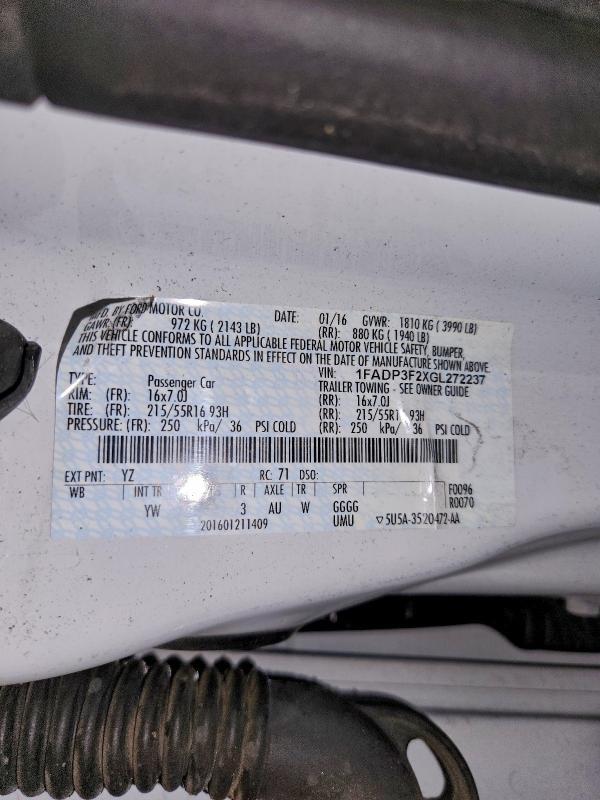 MFD. BY FORD MOTOR CO. DATE: 01/16 GVWR: 1810 KG ( 3990 LB)
GAWR: (FR): 972 KG ( 2143 LB) (RR): 880 KG ( 1940 LB)
THIS VEHICLE CONFORMS TO ALL APPLICABLE FEDERAL MOTOR VEHICLE SAFETY, BUMPER,
AND THEFT PREVENTION STANDARDS IN EFFECT ON THE DATE OF MANUFACTURE SHOWN ABOVE.
VIN: 1FADP3F2XGL272237
TYPE: Passenger Car TRAILER TOWING - SEE OWNER GUIDE
RIM: (FR): 16x7.0J (RR): 16x7.0J
TIRE: (FR): 215/55R16 93H (RR): 215/55R16 93H
PRESSURE: (FR): 250 kPa/ 36 PSI COLD (RR): 250 kPa/ 36 PSI COLD
EXT PNT: YZ RC: 71 DSO:
WB INT TR R AXLE TR SPR F0096
YW 3 AU W GGGG R0070
201601211409 UMU ▽5U5A-3520472-AA